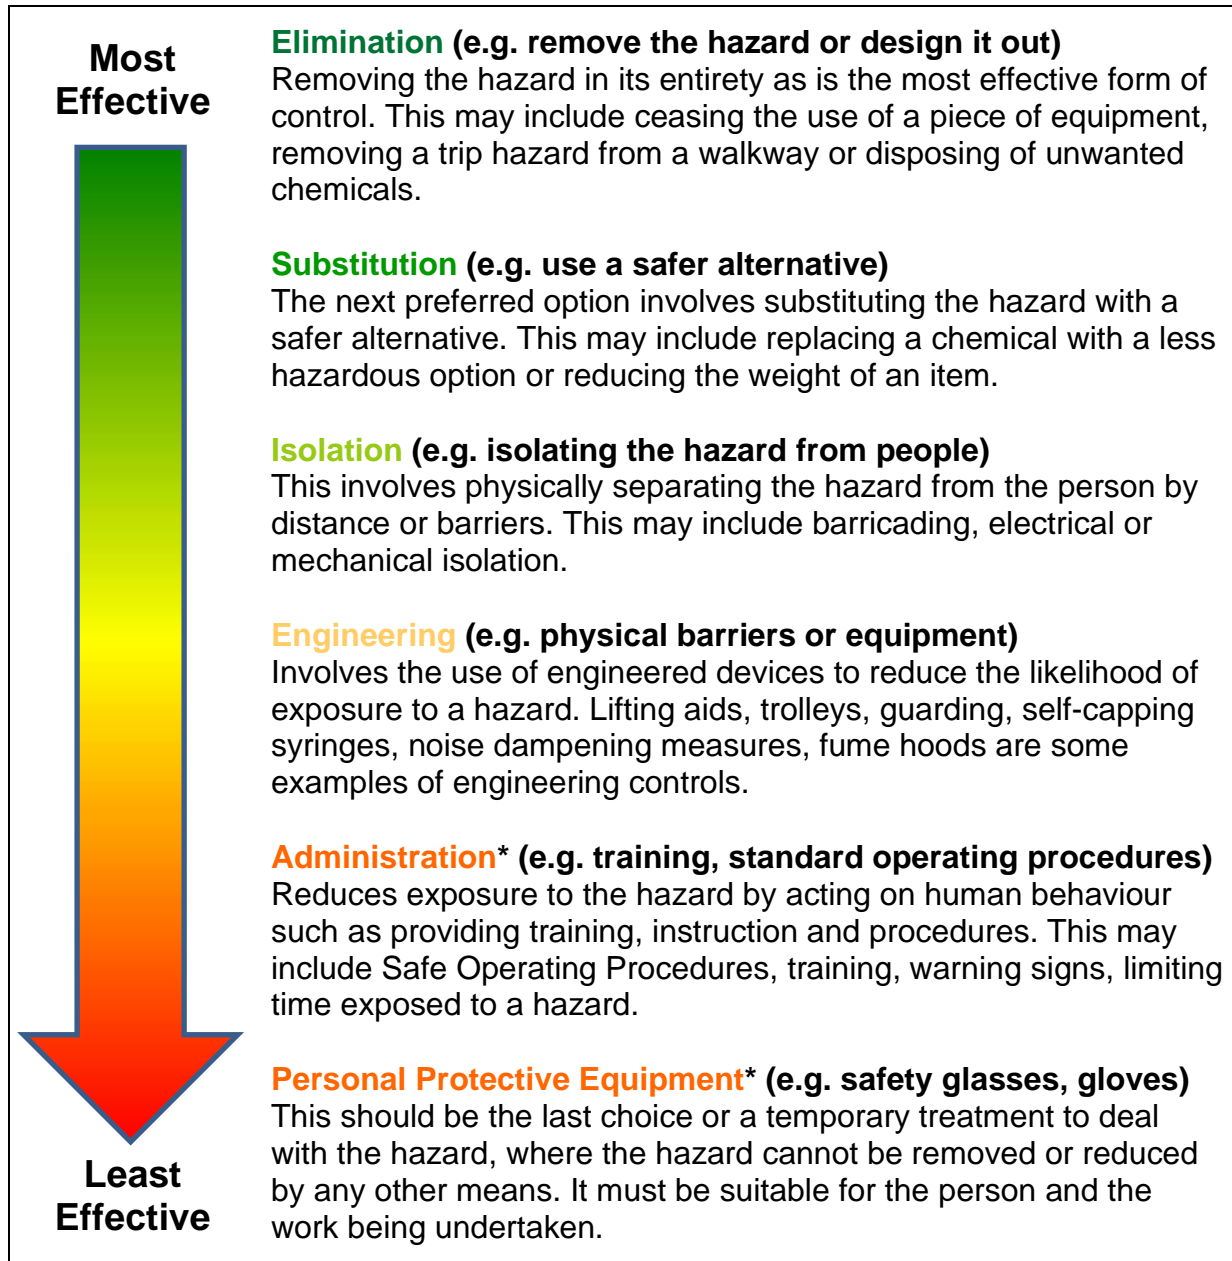 Most
Effective
Elimination (e.g. remove the hazard or design it out)
Removing the hazard in its entirety as is the most effective form of
control. This may include ceasing the use of a piece of equipment,
removing a trip hazard from a walkway or disposing of unwanted
chemicals.
Substitution (e.g. use a safer alternative)
The next preferred option involves substituting the hazard with a
safer alternative. This may include replacing a chemical with a less
hazardous option or reducing the weight of an item.
Isolation (e.g. isolating the hazard from people)
This involves physically separating the hazard from the person by
distance or barriers. This may include barricading, electrical or
mechanical isolation.
Engineering (e.g. physical barriers or equipment)
Involves the use of engineered devices to reduce the likelihood of
exposure to a hazard. Lifting aids, trolleys, guarding, self-capping
syringes, noise dampening measures, fume hoods are some
examples of engineering controls.
Administration* (e.g. training, standard operating procedures)
Reduces exposure to the hazard by acting on human behaviour
such as providing training, instruction and procedures. This may
include Safe Operating Procedures, training, warning signs, limiting
time exposed to a hazard.
Personal Protective Equipment* (e.g. safety glasses, gloves)
This should be the last choice or a temporary treatment to deal
with the hazard, where the hazard cannot be removed or reduced
by any other means. It must be suitable for the person and the
work being undertaken.
Least
Effective